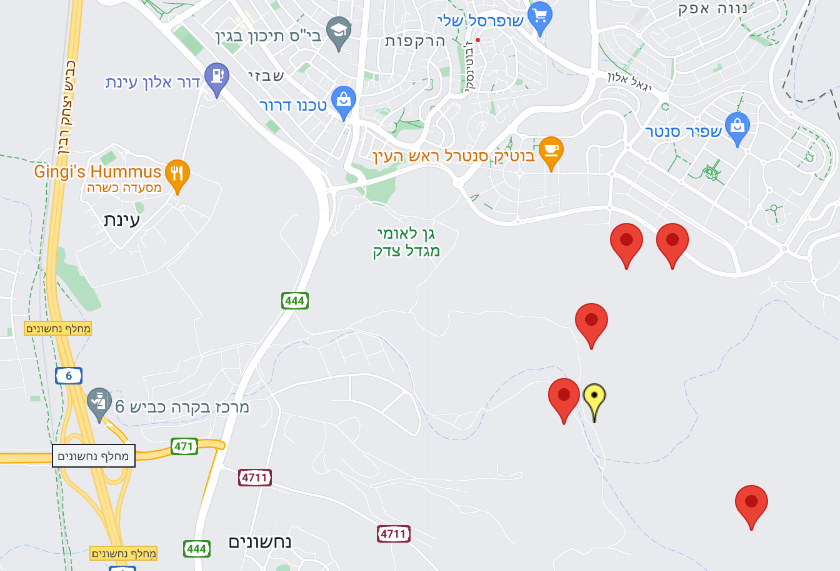 נווה אפק
שופרסל שלי
בי"ס תיכון בגין
הרקפות
ז'בוטינסקי
כביש יצחק רבין
שבזי
דור אלון עינת
יגאל אלון
טכנו דרור
שפיר סנטר
בוטיק סנטרל ראש העין
Gingi's Hummus
מסעדה כשרה
עינת
גן לאומי
מגדל צדק
444
מחלף נחשונים
6
מרכז בקרה כביש 6
471
מחלף נחשונים
4711
4711
נחשונים
444
מחלף נחשונים